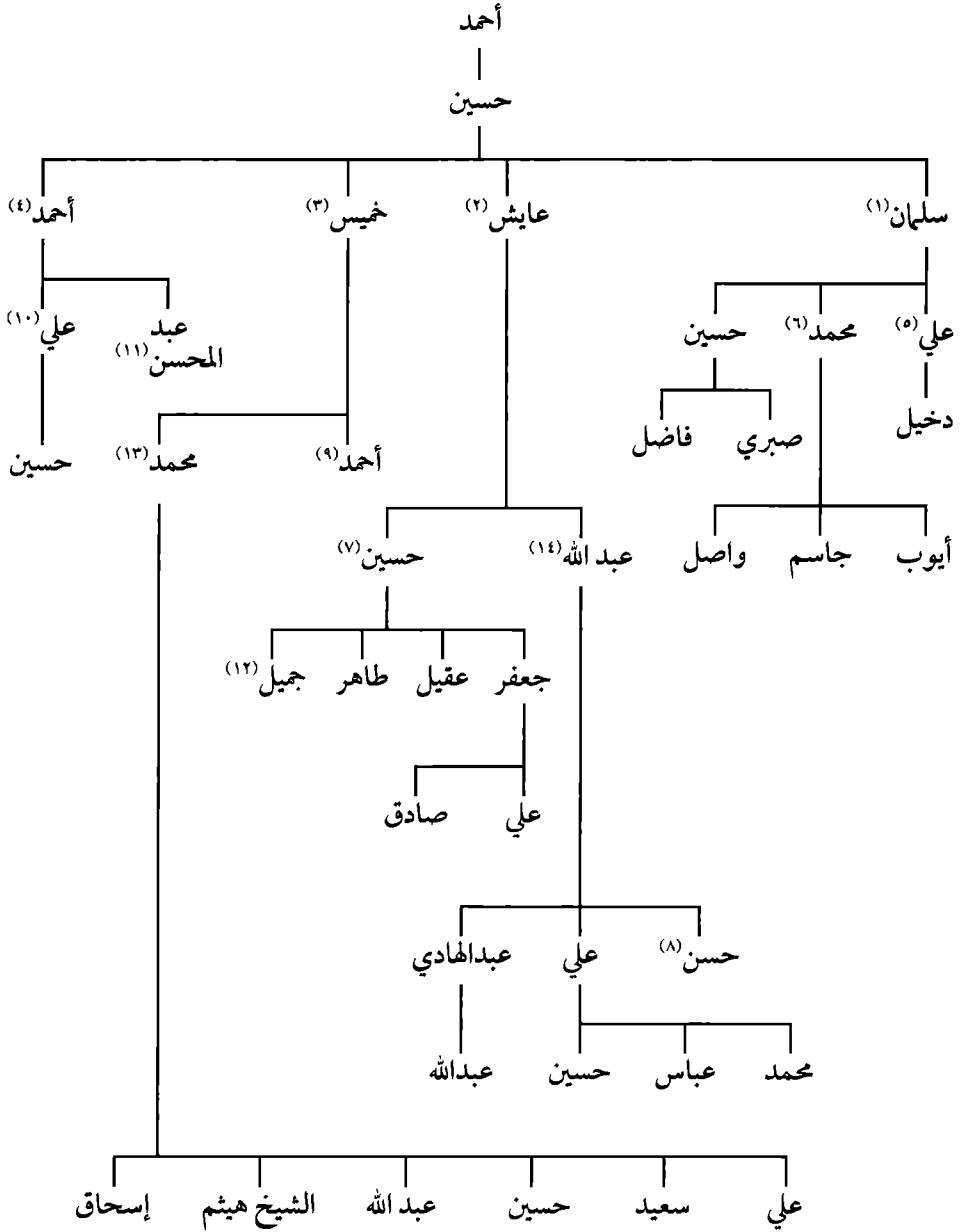 أحمد
حسين
سلمان(١) عايش(٢) خميس(٣) أحمد(٤)
علي(٥) محمد(٦) حسين عبد المحسن(١١) علي(١٠)
دخيل صبري فاضل أحمد(٩) محمد(١٣) حسين
أيوب جاسم واصل عبد الله(١٤) حسين(٧)
جعفر عقيل طاهر جميل(١٢)
علي صادق
حسن(٨) علي عبدالهادي
محمد عباس حسين عبدالله
علي سعيد حسين عبد الله الشيخ هيثم إسحاق